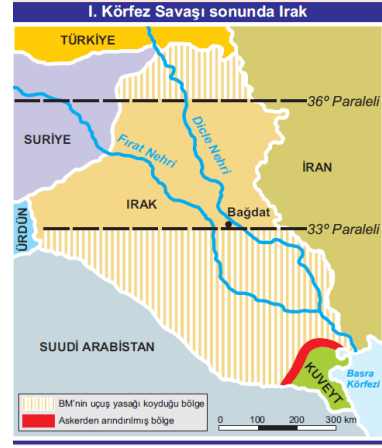 I. Körfez Savaşı sonunda Irak
TÜRKİYE
36º Paraleli
SURİYE
Fırat Nehri
Dicle Nehri
İRAN
IRAK
Bağdat
ÜRDÜN
33º Paraleli
SUUDİ ARABİSTAN
KUVEYT
Basra
Körfezi
BM'nin uçuş yasağı koyduğu bölge
Askerden arındırılmış bölge
0 100 200 300 km